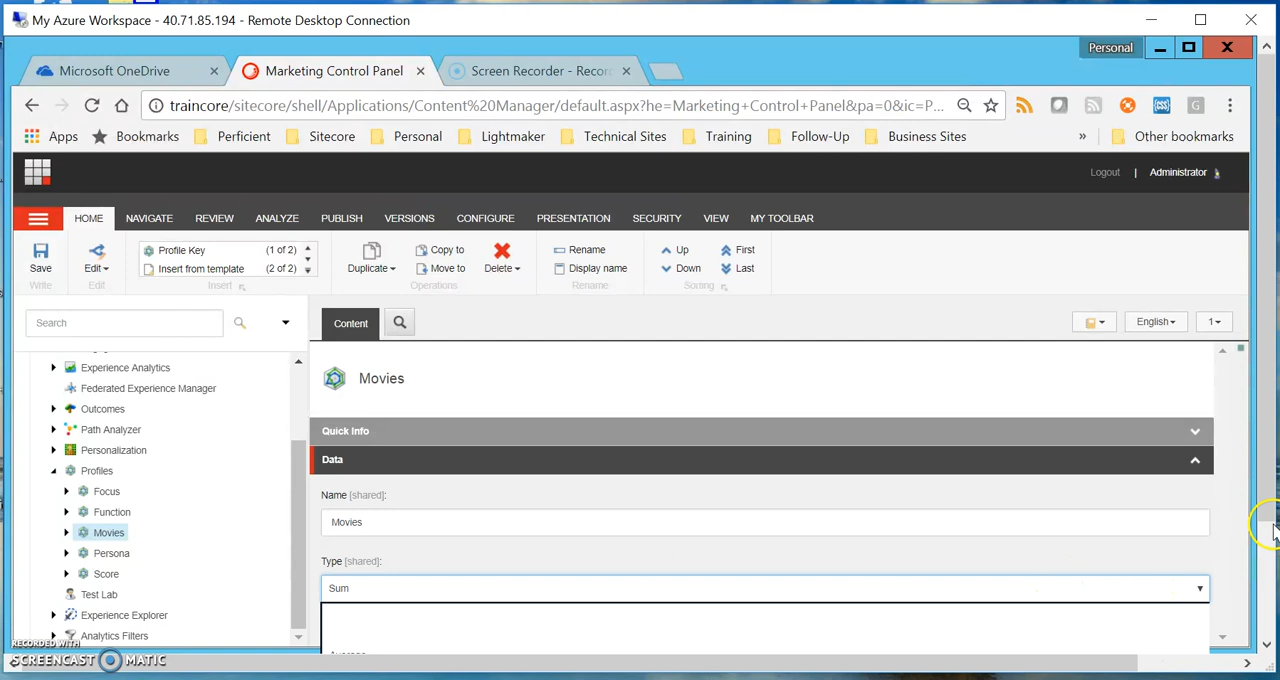 My Azure Workspace - 40.71.85.194 - Remote Desktop Connection
Personal
Microsoft OneDrive
Marketing Control Panel
Screen Recorder - Recor
traincore/sitecore/shell/Applications/Content%20Manager/default.aspx?he=Marketing+Control+Panel&pa=0&ic=P...
Apps Bookmarks Perficient Sitecore Personal Lightmaker Technical Sites Training Follow-Up Business Sites » Other bookmarks
Logout | Administrator
HOME NAVIGATE REVIEW ANALYZE PUBLISH VERSIONS CONFIGURE PRESENTATION SECURITY VIEW MY TOOLBAR
Profile Key (1 of 2)
Insert from template (2 of 2)
Save
Write
Edit
Edit
Insert
Duplicate
Copy to
Move to
Delete
Operations
Rename
Display name
Rename
Up
Down
First
Last
Sorting
Search
Content
English
1
Experience Analytics
Federated Experience Manager
Outcomes
Path Analyzer
Personalization
Profiles
Focus
Function
Movies
Persona
Score
Test Lab
Experience Explorer
Analytics Filters
Movies
Quick Info
Data
Name [shared]:
Movies
Type [shared]:
Sum
RECORDED WITH
SCREENCAST MATIC